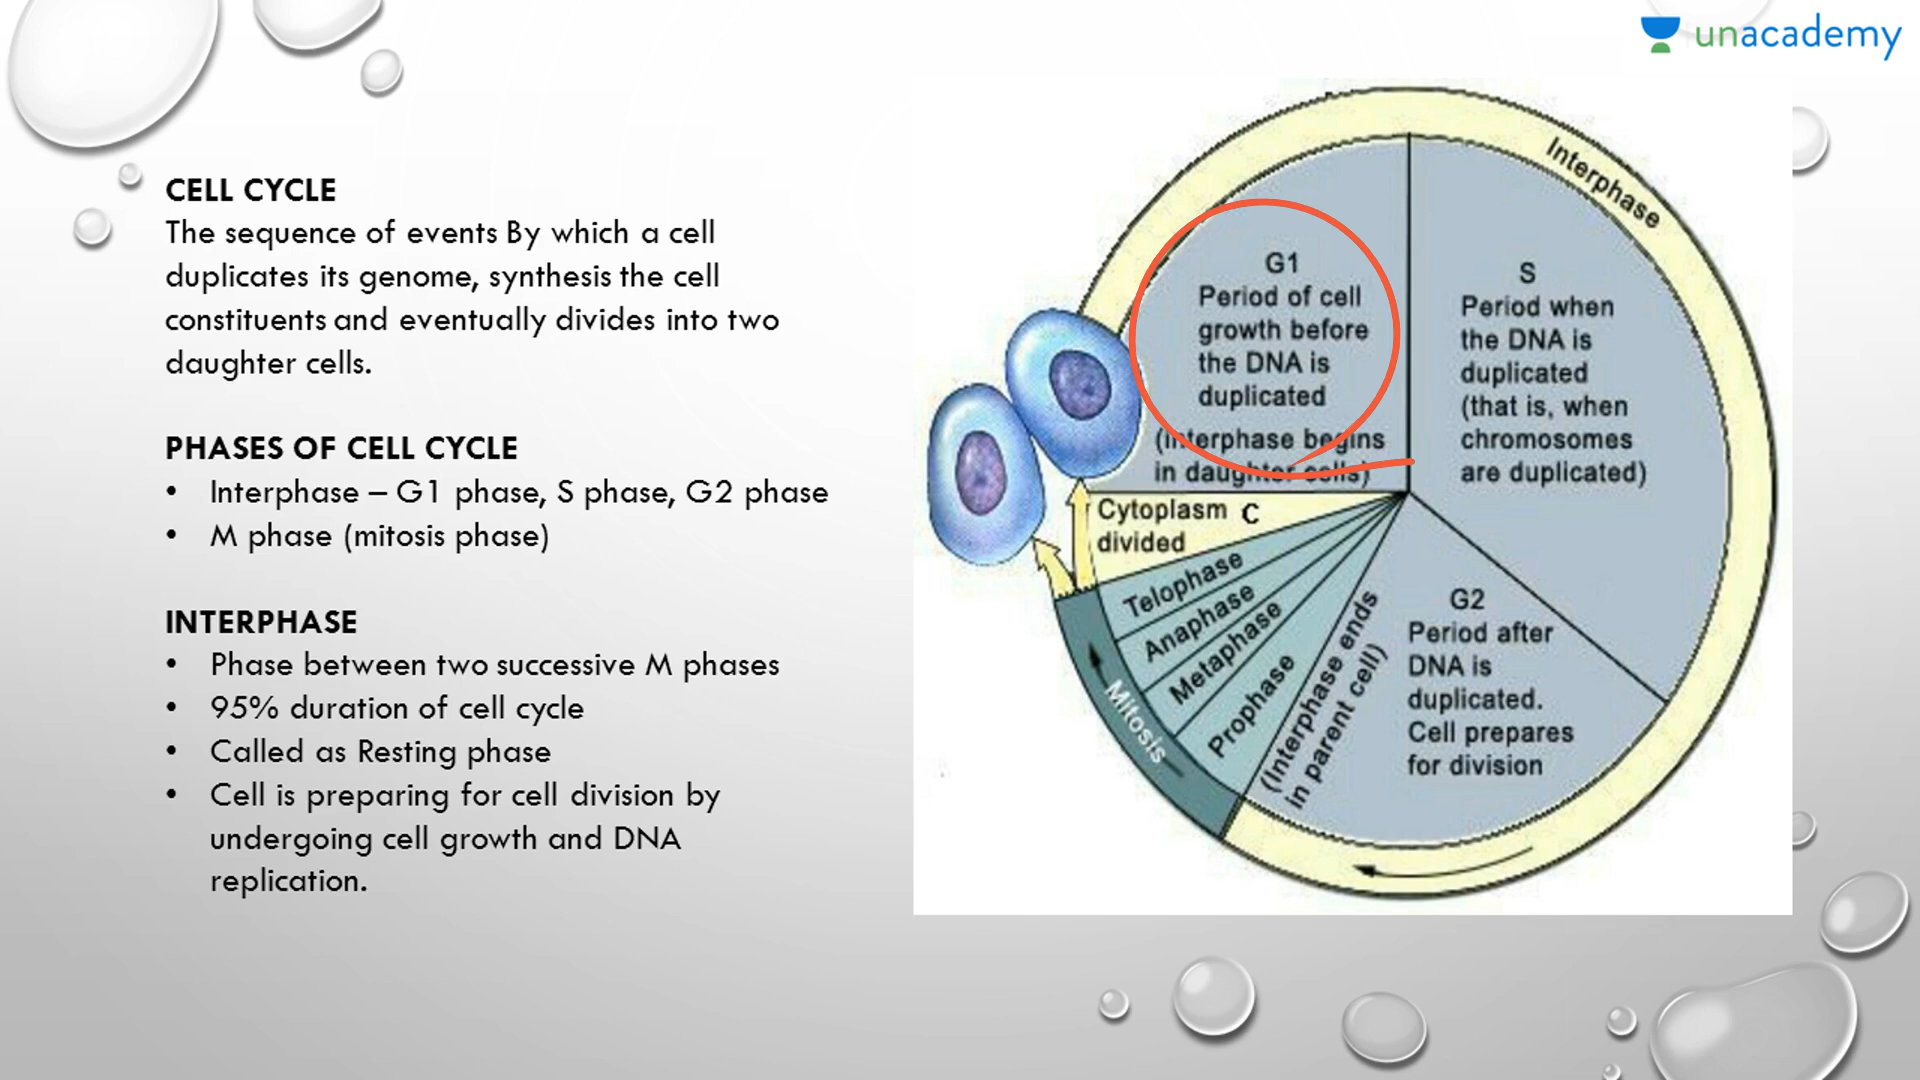 unacademy
CELL CYCLE
The sequence of events By which a cell
duplicates its genome, synthesis the cell
constituents and eventually divides into two
daughter cells.
PHASES OF CELL CYCLE
• Interphase – G1 phase, S phase, G2 phase
• M phase (mitosis phase)
INTERPHASE
• Phase between two successive M phases
• 95% duration of cell cycle
• Called as Resting phase
• Cell is preparing for cell division by
undergoing cell growth and DNA
replication.
Interphase
G1
Period of cell
growth before
the DNA is
duplicated
(Interphase begins
in daughter cells)
S
Period when
the DNA is
duplicated
(that is, when
chromosomes
are duplicated)
G2
Period after
DNA is
duplicated.
Cell prepares
for division
(Interphase ends
in parent cell)
Cytoplasm C
divided
Telophase
Anaphase
Metaphase
Prophase
Mitosis